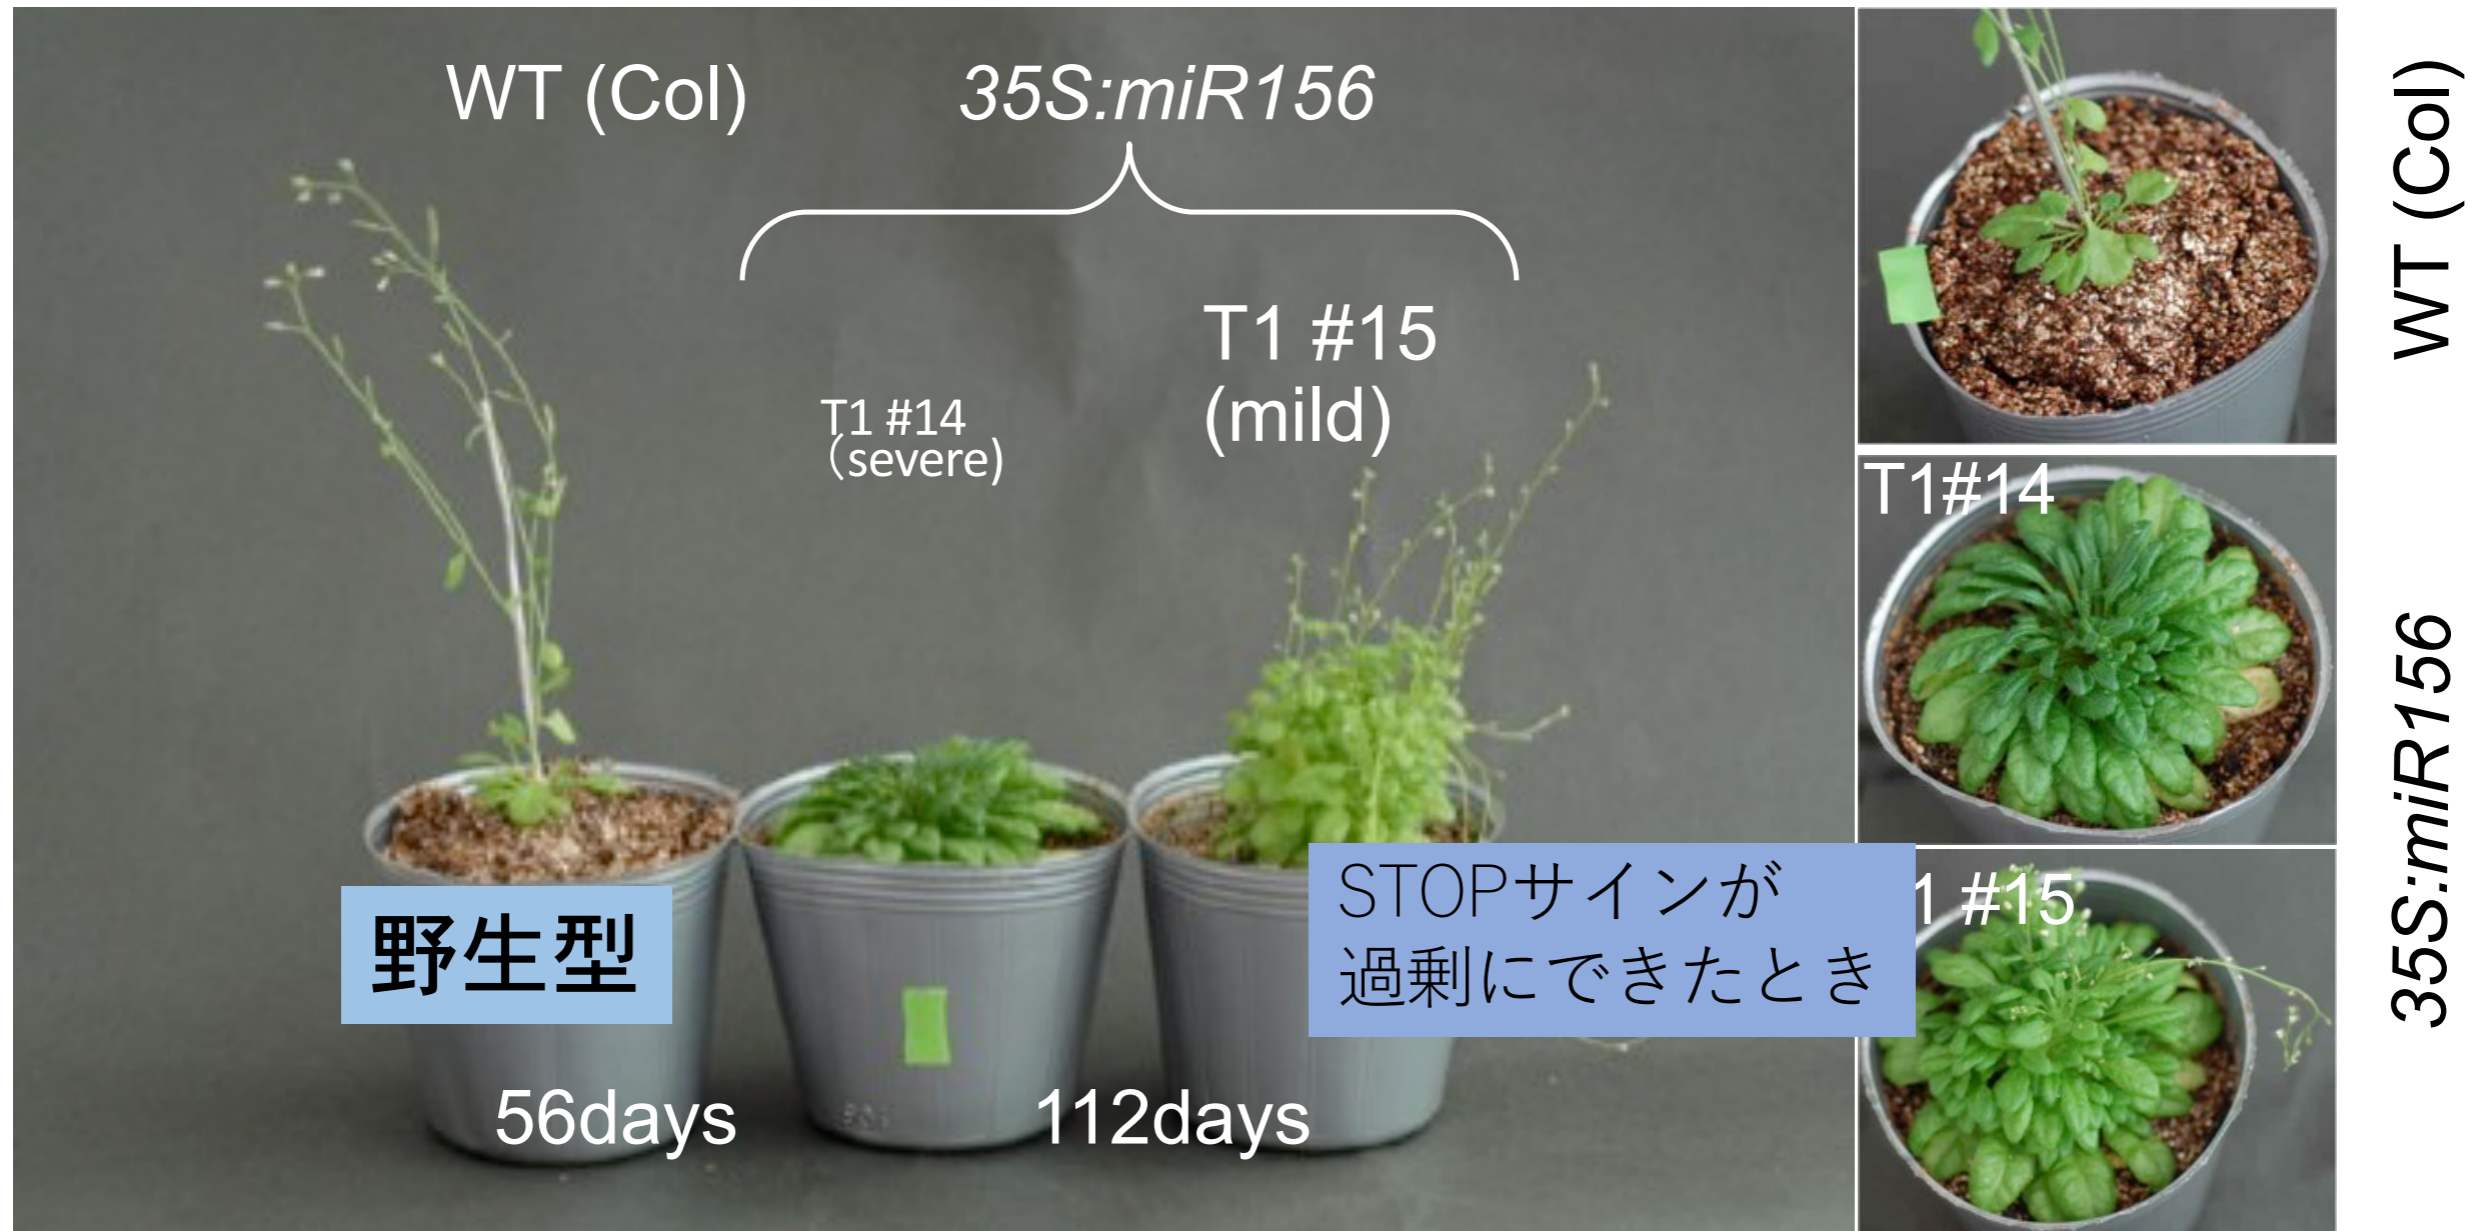 WT (Col)
35S:miR156
T1 #14
（severe)
T1 #15
(mild)
野生型
STOPサインが
過剰にできたとき
56days
112days
WT (Col)
T1#14
1 #15
35S:miR156